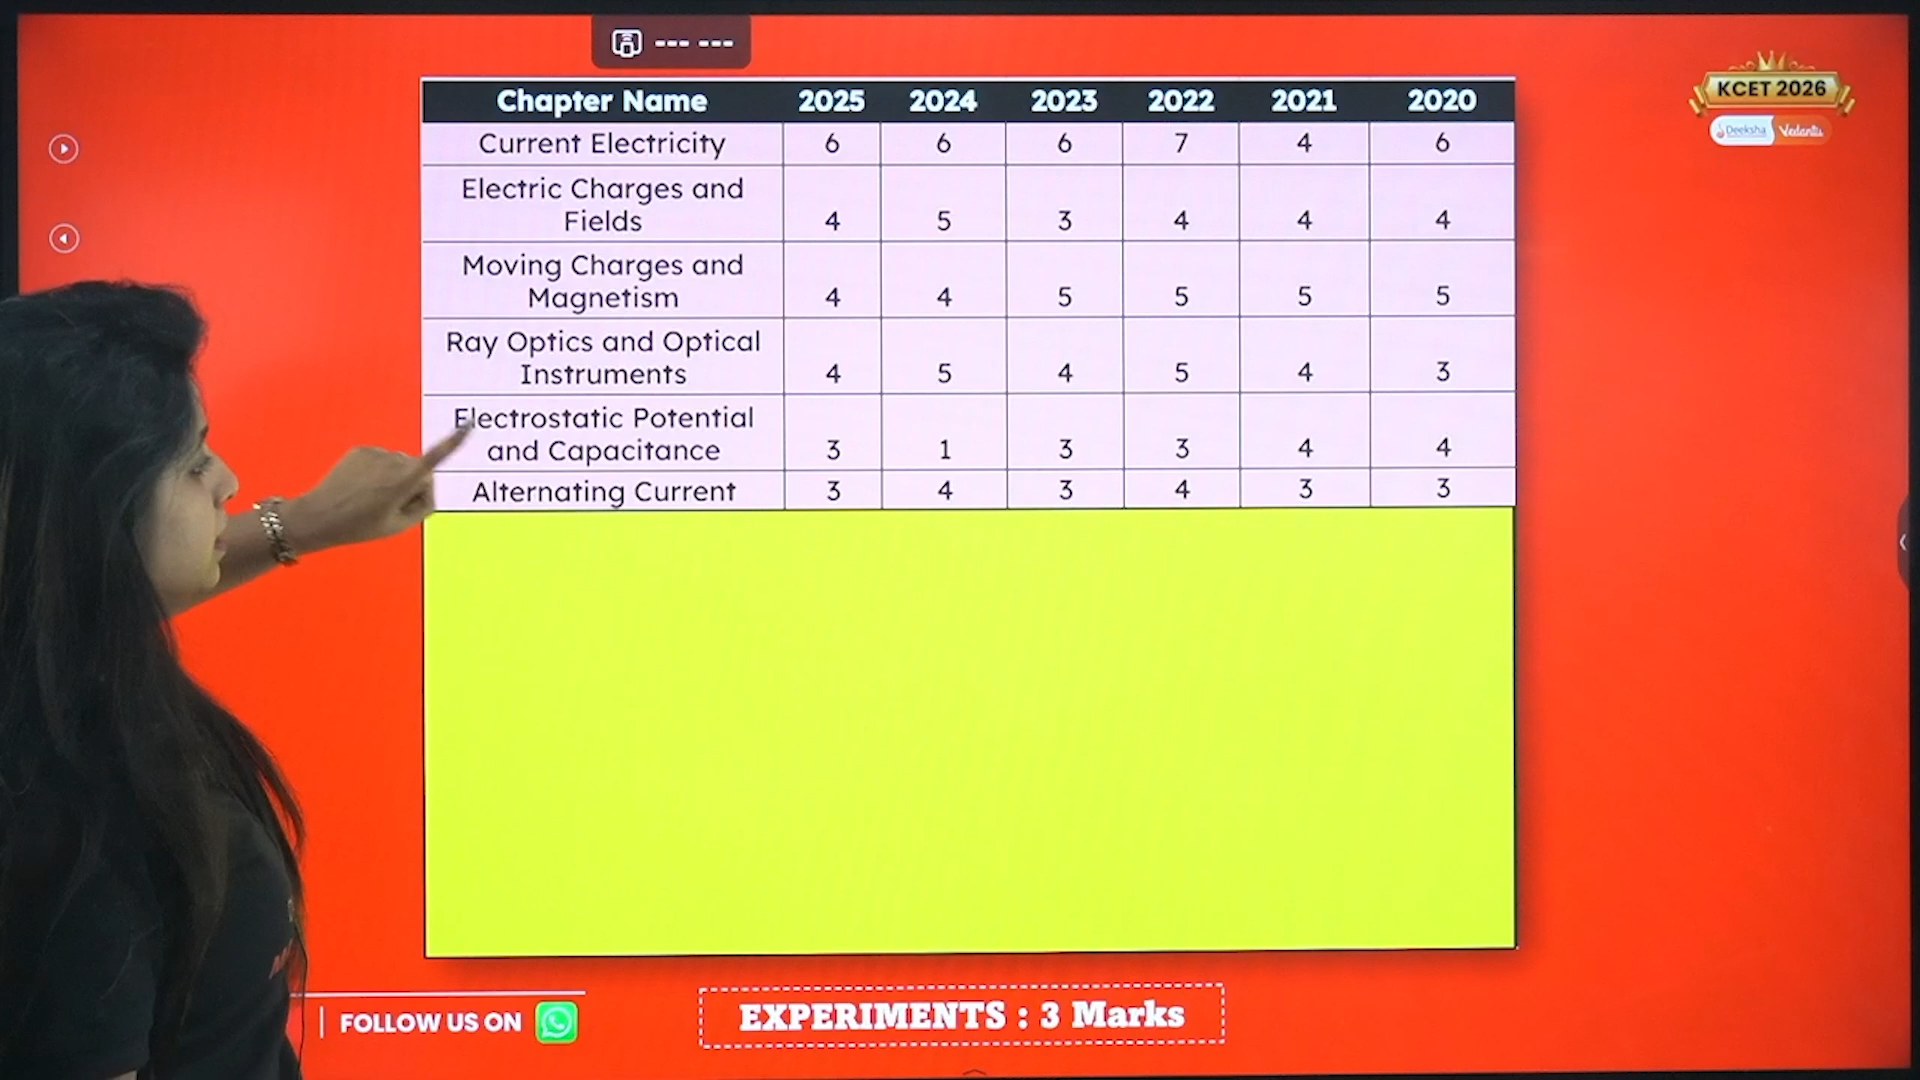 --- ---
KCET 2026
Deeksha Vedantu
Chapter Name 2025 2024 2023 2022 2021 2020
Current Electricity 6 6 6 7 4 6
Electric Charges and
Fields 4 5 3 4 4 4
Moving Charges and
Magnetism 4 4 5 5 5 5
Ray Optics and Optical
Instruments 4 5 4 5 4 3
Electrostatic Potential
and Capacitance 3 1 3 3 4 4
Alternating Current 3 4 3 4 3 3
FOLLOW US ON
EXPERIMENTS : 3 Marks